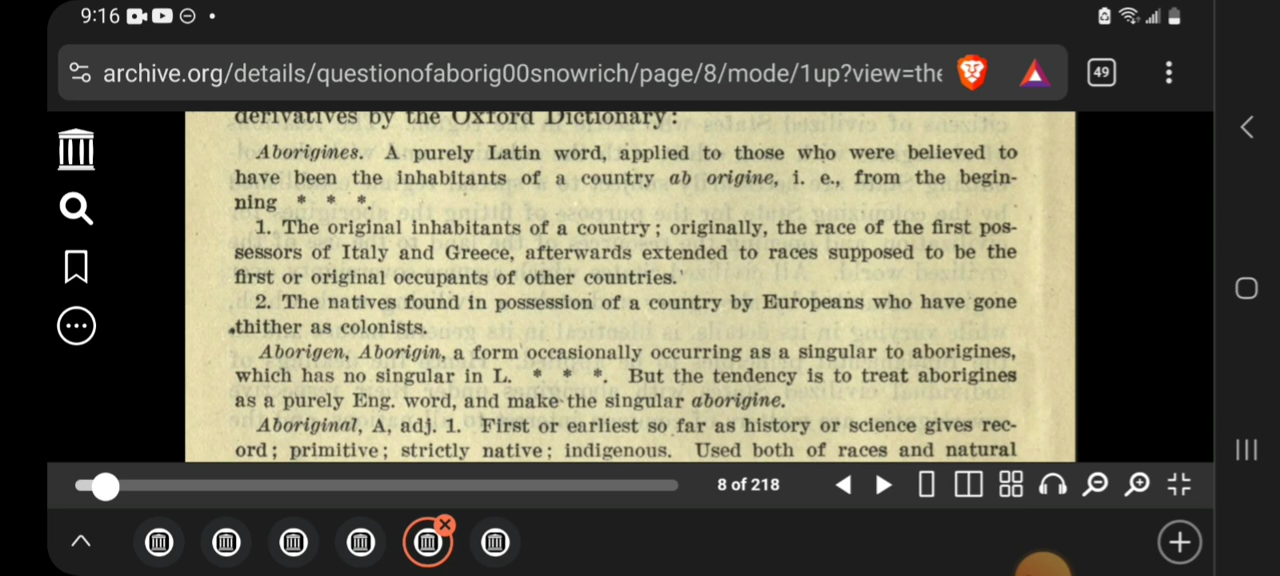 9:16
archive.org/details/questionofaborig00snowrich/page/8/mode/1up?view=the
49
derivatives by the Oxford Dictionary:
Aborigines. A purely Latin word, applied to those who were believed to
have been the inhabitants of a country ab origine, i. e., from the begin-
ning * * *.
1. The original inhabitants of a country; originally, the race of the first pos-
sessors of Italy and Greece, afterwards extended to races supposed to be the
first or original occupants of other countries.
2. The natives found in possession of a country by Europeans who have gone
thither as colonists.
Aborigen, Aborigin, a form occasionally occurring as a singular to aborigines,
which has no singular in L. * * *. But the tendency is to treat aborigines
as a purely Eng. word, and make the singular aborigine.
Aboriginal, A, adj. 1. First or earliest so far as history or science gives rec-
ord; primitive; strictly native; indigenous. Used both of races and natural
8 of 218